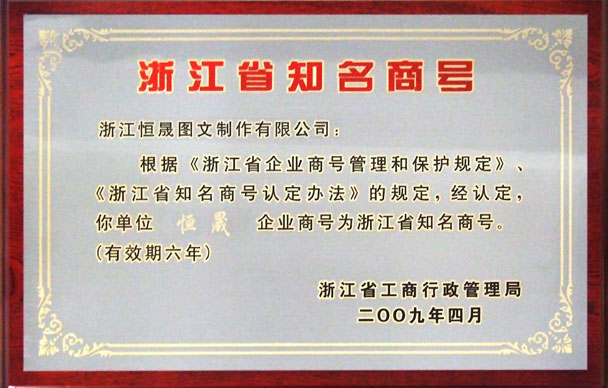 浙江省知名商号
浙江恒晟图文制作有限公司：
根据《浙江省企业商号管理和保护规定》、
《浙江省知名商号认定办法》的规定，经认定，
你单位 恒晟 企业商号为浙江省知名商号。
(有效期六年)
浙江省工商行政管理局
二〇〇九年四月